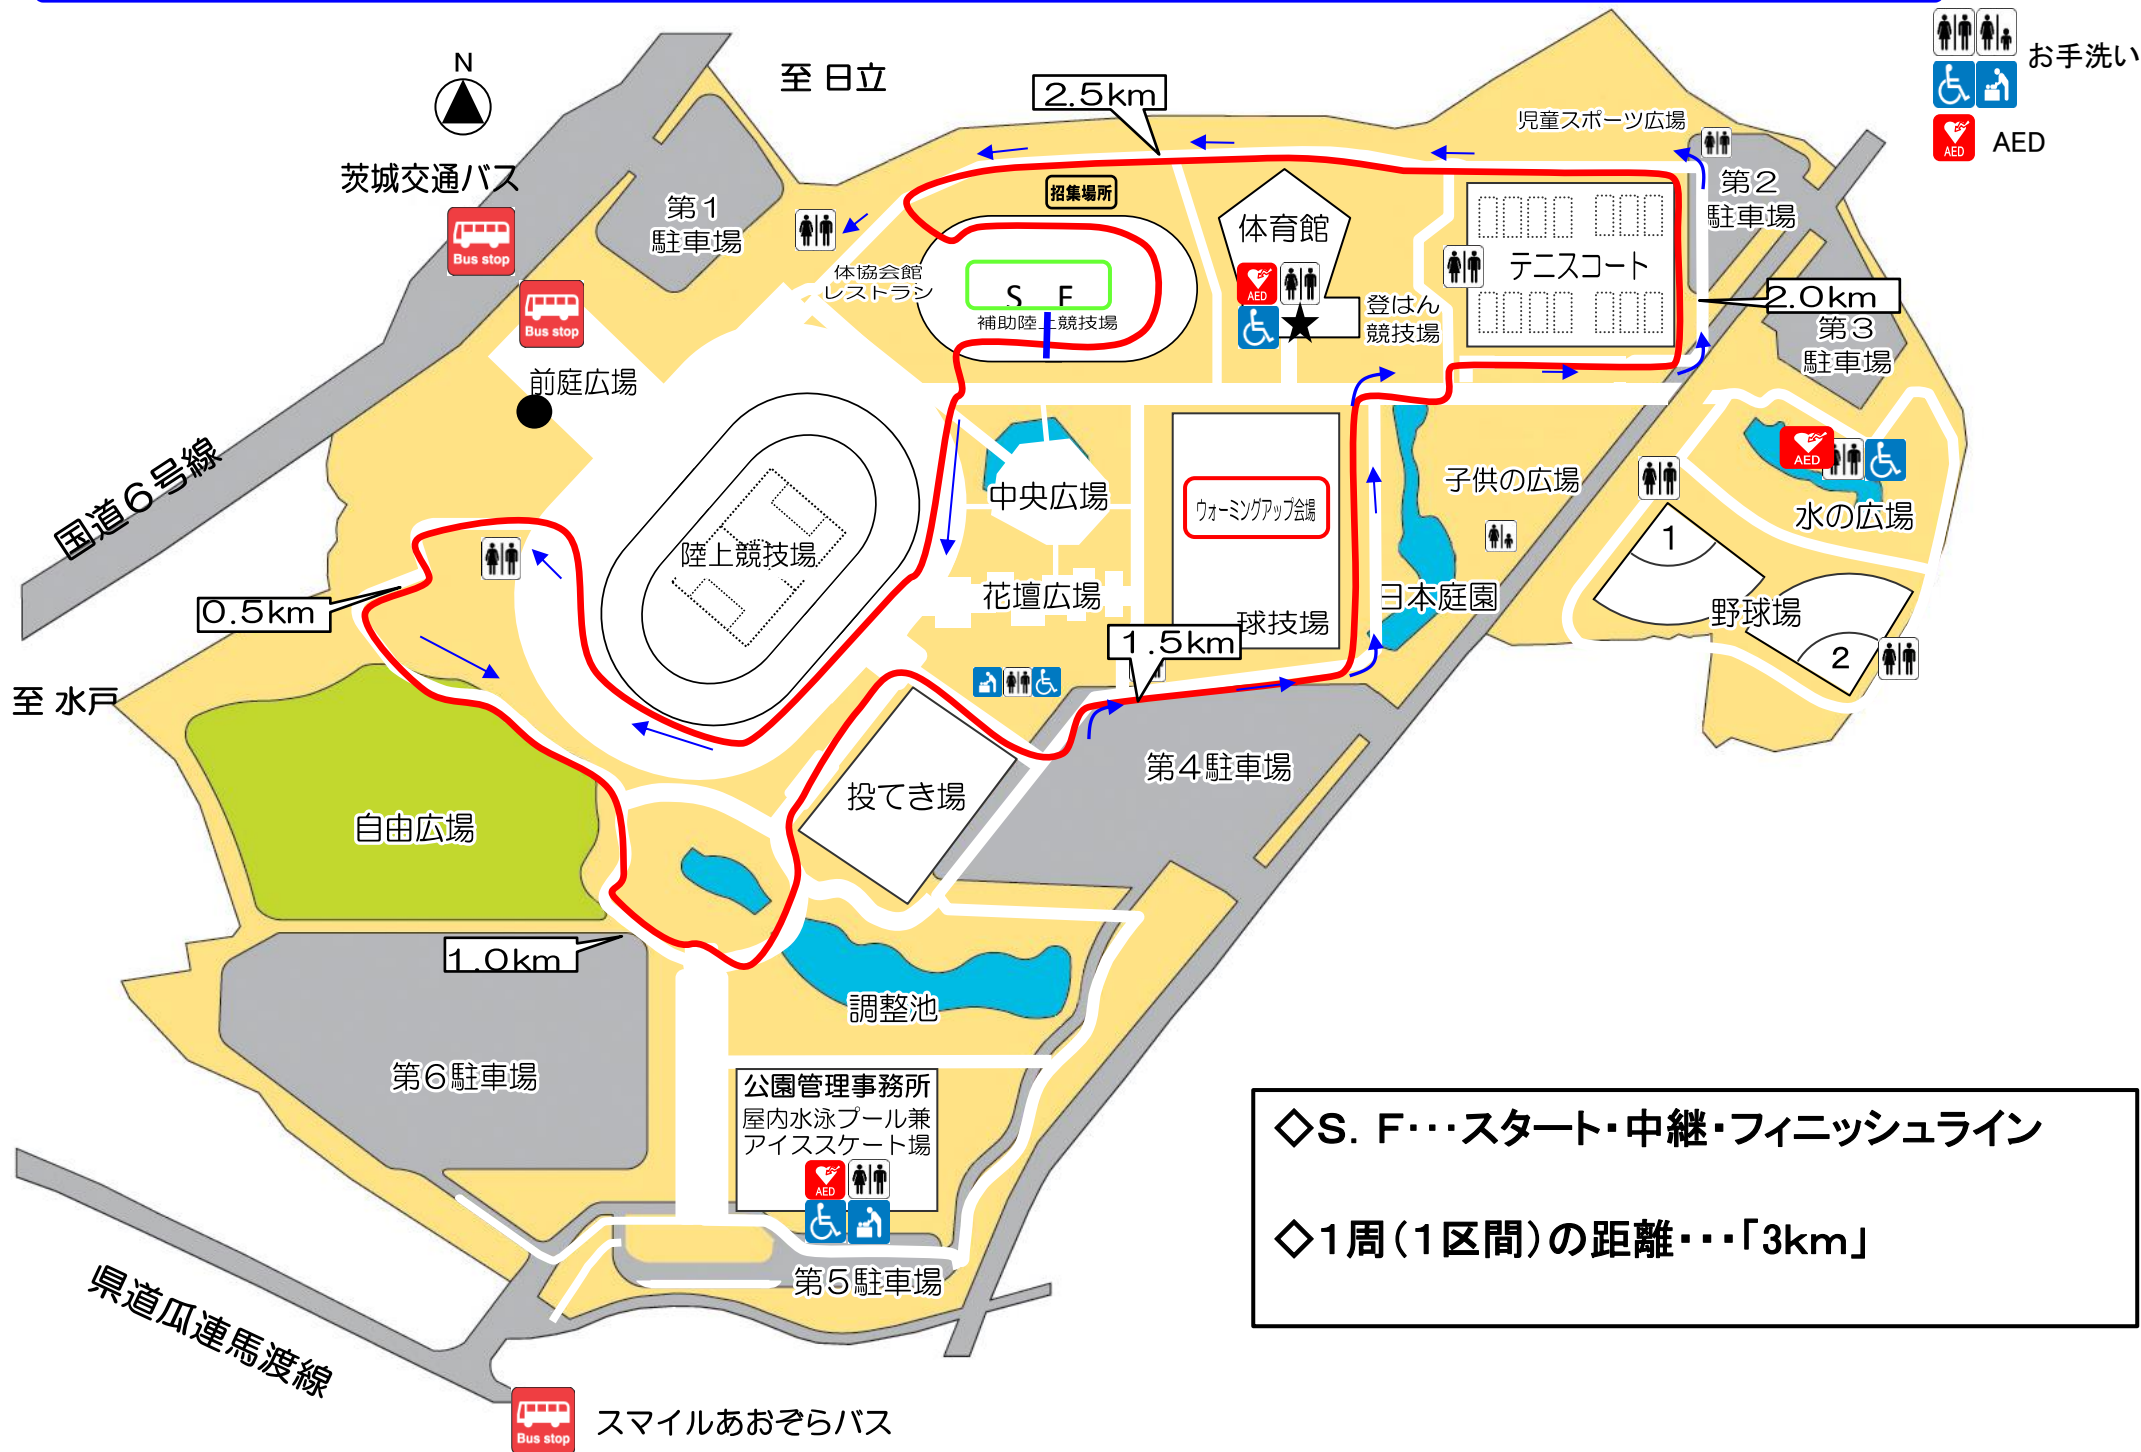 お手洗い
AED
AED
N
至 日立
2.5km
児童スポーツ広場
茨城交通バス
Bus stop
Bus stop
第1
駐車場
招集場所
体育館
AED
第2
駐車場
テニスコート
体協会館
レストラン
S F
補助陸上競技場
登はん
競技場
2.0km
第3
駐車場
前庭広場
国道6号線
中央広場
ウォーミングアップ会場
子供の広場
AED
水の広場
陸上競技場
1
花壇広場
日本庭園
野球場
0.5km
球技場
1.5km
2
至 水戸
第4駐車場
投てき場
自由広場
1.0km
調整池
第6駐車場
公園管理事務所
屋内水泳プール兼
アイススケート場
AED
第5駐車場
県道瓜連馬渡線
Bus stop
スマイルあおぞらバス
◇S．F・・・スタート・中継・フィニッシュライン
◇1周（1区間）の距離・・・「3km」